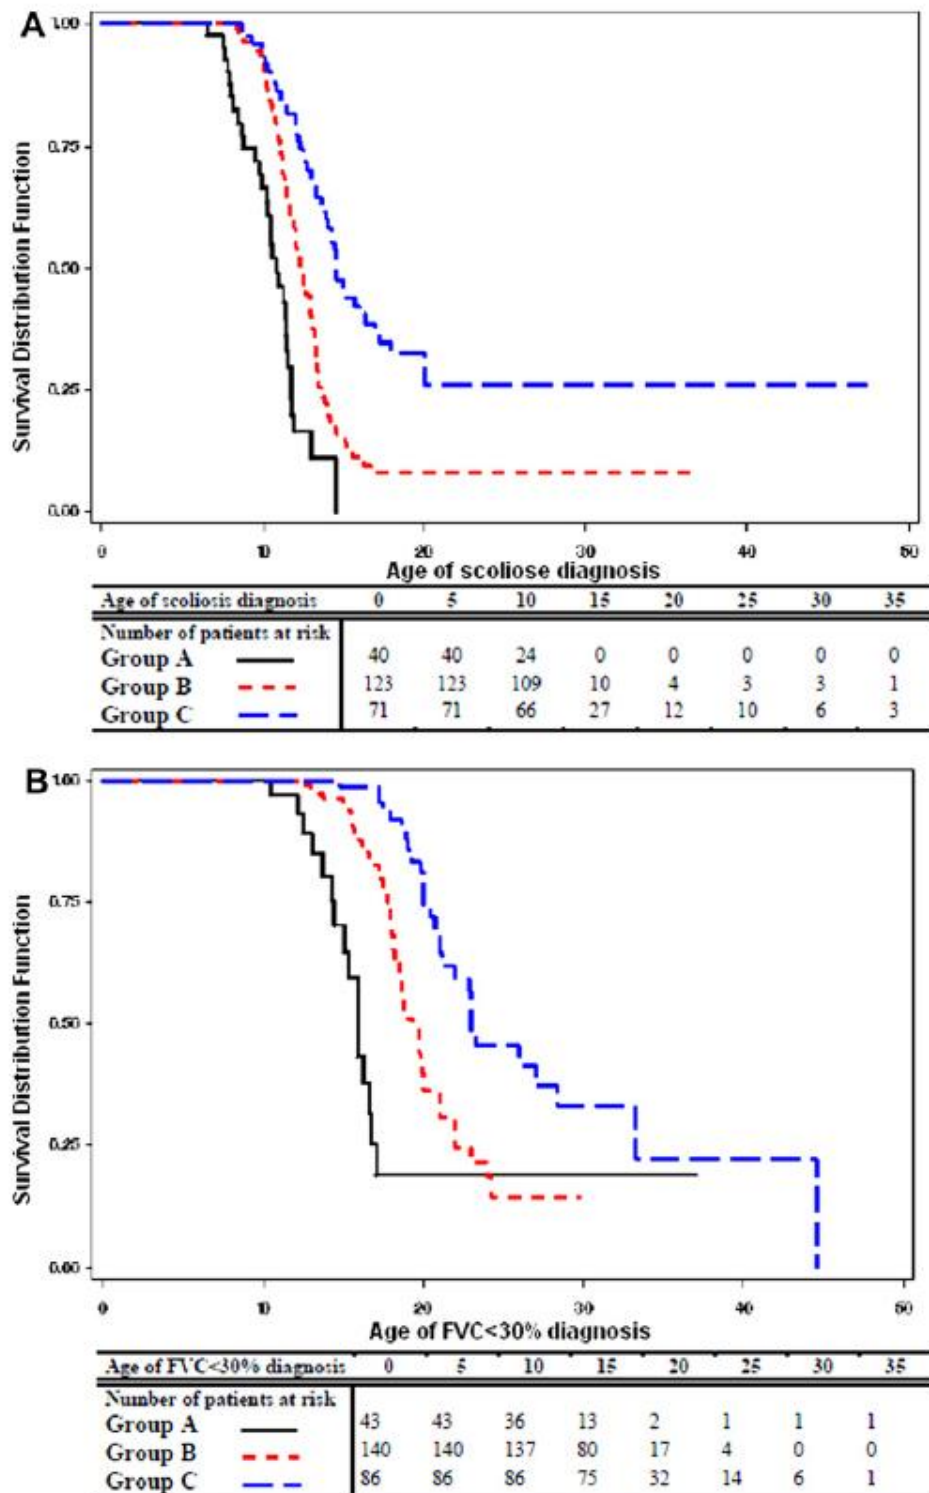 A
1.00
0.75
0.50
0.25
0.00
Survival Distribution Function
0 10 20 30 40 50
Age of scoliose diagnosis
Age of scoliosis diagnosis 0 5 10 15 20 25 30 35
Number of patients at risk
Group A 40 40 24 0 0 0 0 0
Group B 123 123 109 10 4 3 3 1
Group C 71 71 66 27 12 10 6 3
B
1.00
0.75
0.50
0.25
0.00
Survival Distribution Function
0 10 20 30 40 50
Age of FVC<30% diagnosis
Age of FVC<30% diagnosis 0 5 10 15 20 25 30 35
Number of patients at risk
Group A 43 43 36 13 2 1 1 1
Group B 140 140 137 80 17 4 0 0
Group C 86 86 86 75 32 14 6 1